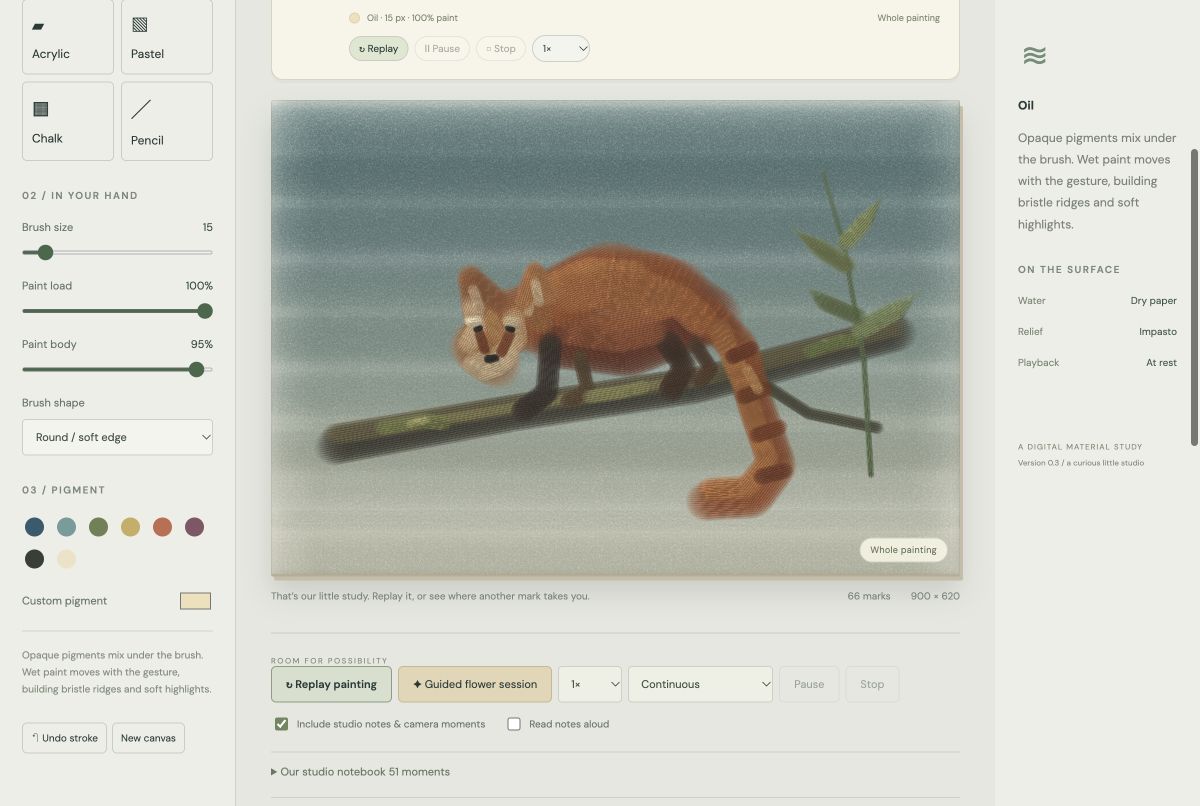 Acrylic
Pastel
Chalk
Pencil
02 / IN YOUR HAND
Brush size 15
Paint load 100%
Paint body 95%
Brush shape
Round / soft edge
03 / PIGMENT
Custom pigment
Opaque pigments mix under the brush.
Wet paint moves with the gesture,
building bristle ridges and soft highlights.
Undo stroke
New canvas
Oil · 15 px · 100% paint
Whole painting
↻ Replay
II Pause
Stop
1×
Whole painting
That's our little study. Replay it, or see where another mark takes you.
66 marks
900 × 620
ROOM FOR POSSIBILITY
↻ Replay painting
✦ Guided flower session
1×
Continuous
Pause
Stop
Include studio notes & camera moments
Read notes aloud
Our studio notebook 51 moments
Oil
Opaque pigments mix under
the brush. Wet paint moves
with the gesture, building
bristle ridges and soft
highlights.
ON THE SURFACE
Water Dry paper
Relief Impasto
Playback At rest
A DIGITAL MATERIAL STUDY
Version 0.3 / a curious little studio